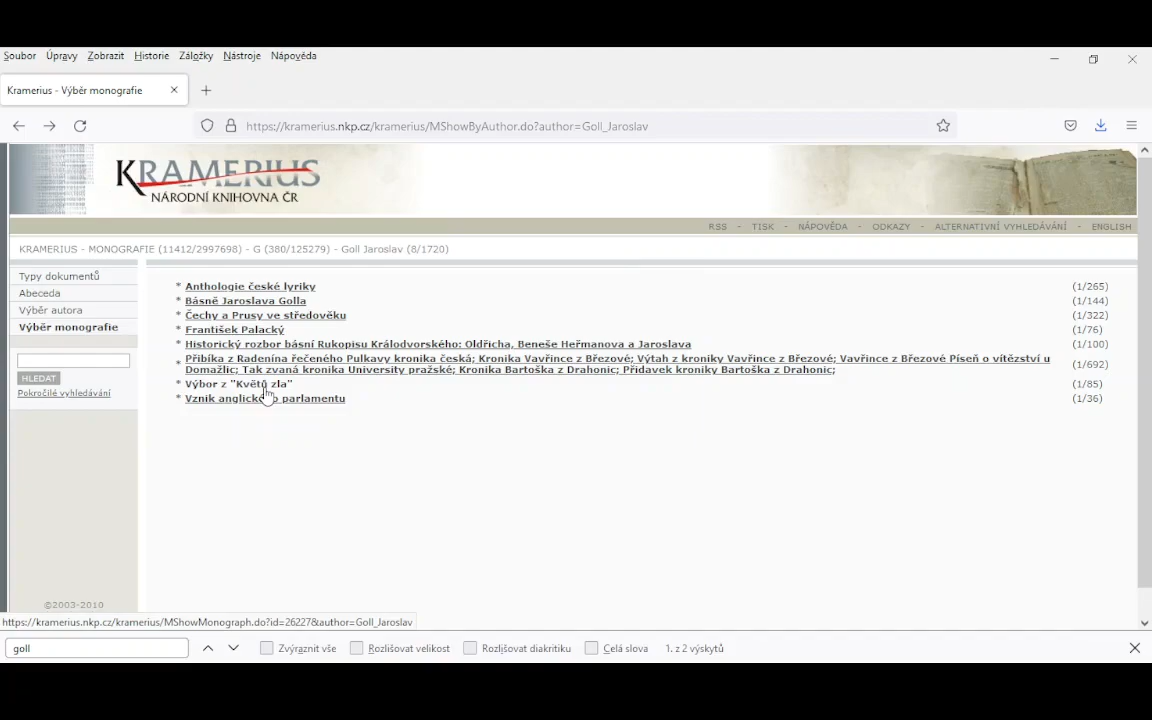 Soubor Úpravy Zobrazit Historie Záložky Nástroje Nápověda
Kramerius - Výběr monografie
https://kramerius.nkp.cz/kramerius/MShowByAuthor.do?author=Goll_Jaroslav
KRAMERIUS
NÁRODNÍ KNIHOVNA ČR
RSS - TISK - NÁPOVĚDA - ODKAZY - ALTERNATIVNÍ VYHLEDÁVÁNÍ - ENGLISH
KRAMERIUS - MONOGRAFIE (11412/2997698) - G (380/125279) - Goll Jaroslav (8/1720)
Typy dokumentů
Abeceda
Výběr autora
Výběr monografie
HLEDAT
Pokročilé vyhledávání
* Anthologie české lyriky (1/265)
* Básně Jaroslava Golla (1/144)
* Čechy a Prusy ve středověku (1/322)
* František Palacký (1/76)
* Historický rozbor básní Rukopisu Králodvorského: Oldřicha, Beneše Heřmanova a Jaroslava (1/100)
* Přibíka z Radenína řečeného Pulkavy kronika česká; Kronika Vavřince z Březové; Výtah z kroniky Vavřince z Březové; Vavřince z Březové Píseň o vítězství u (1/692)
Domažlic; Tak zvaná kronika University pražské; Kronika Bartoška z Drahonic; Přídavek kroniky Bartoška z Drahonic;
* Výbor z "Květů zla" (1/85)
* Vznik anglického parlamentu (1/36)
©2003-2010
https://kramerius.nkp.cz/kramerius/MShowMonograph.do?id=26227&author=Goll_Jaroslav
goll Zvýraznit vše Rozlišovat velikost Rozlišovat diakritiku Celá slova 1. z 2 výskytů